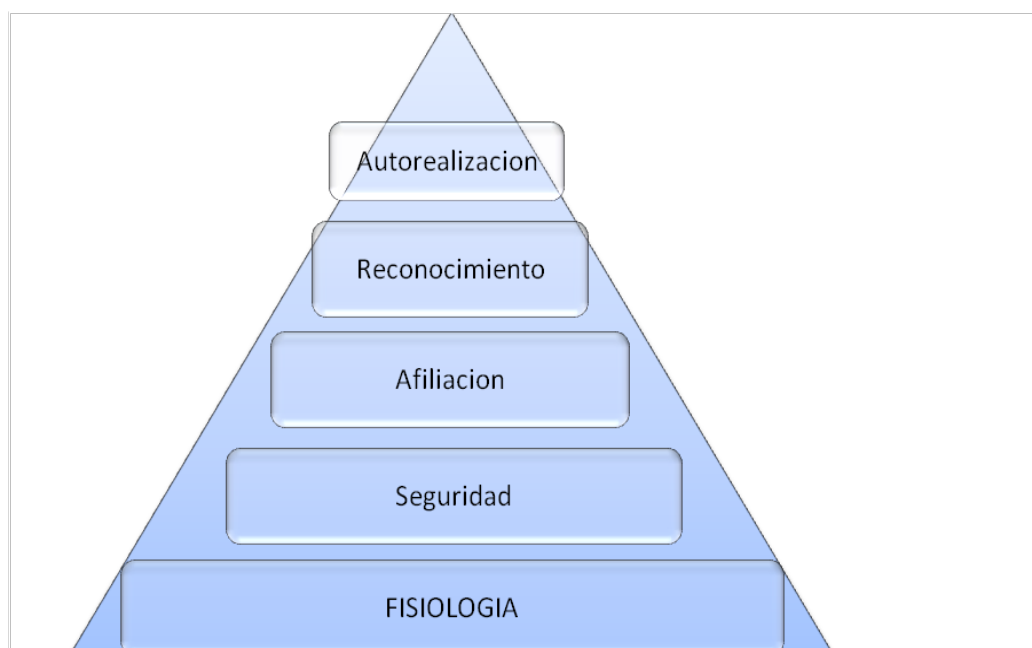 Autorealizacion
Reconocimiento
Afiliacion
Seguridad
FISIOLOGIA